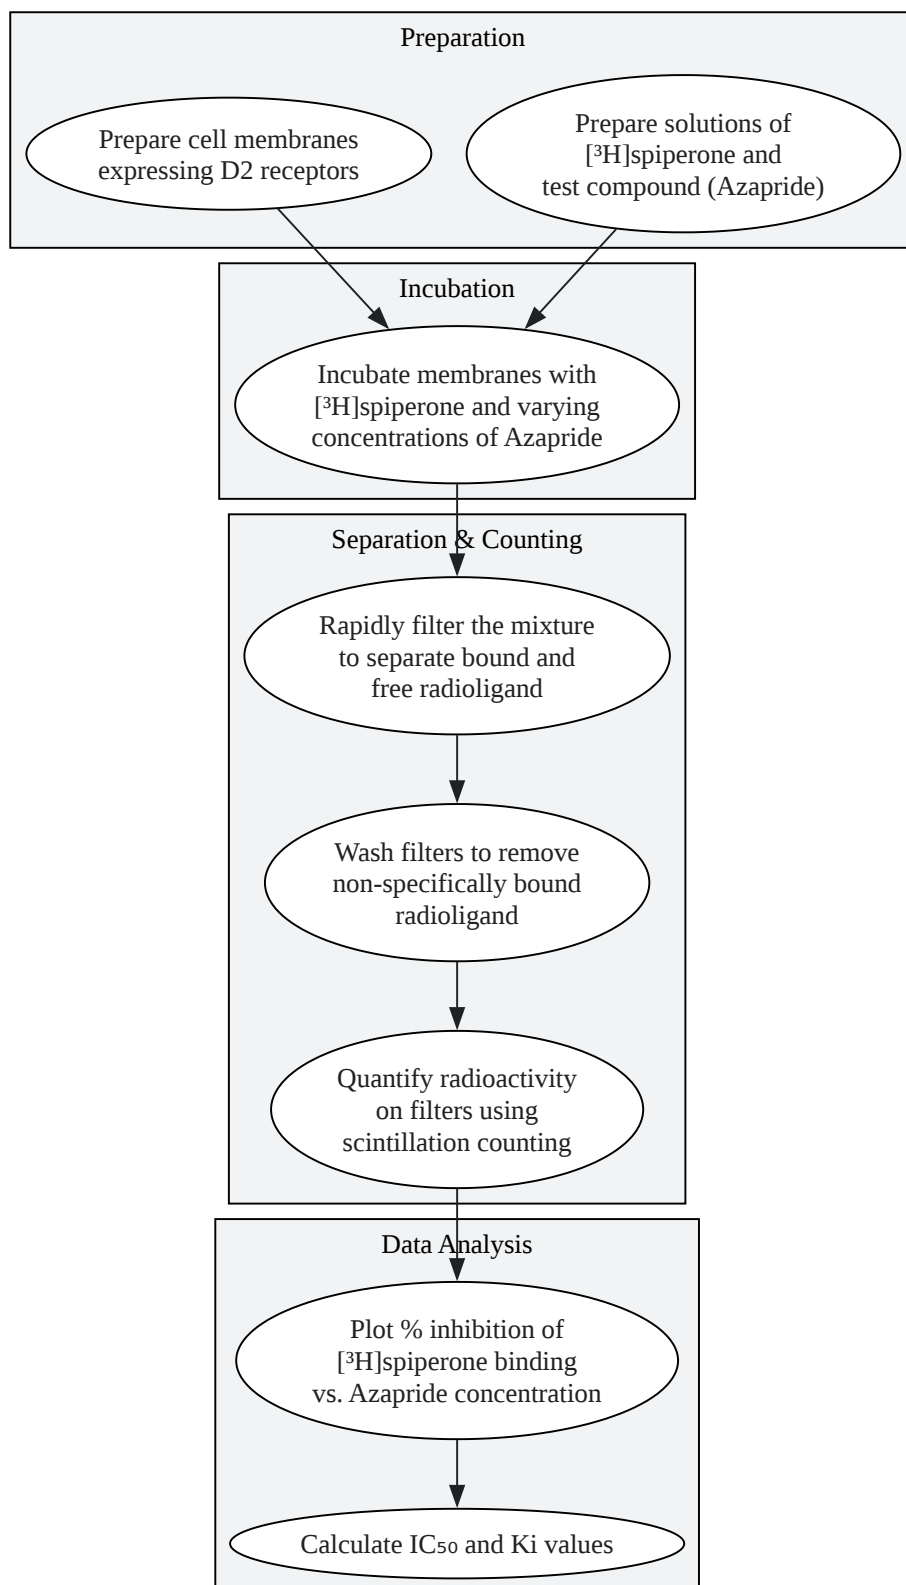 Preparation
Prepare cell membranes
expressing D2 receptors
Prepare solutions of
[³H]spiperone and
test compound (Azapride)
Incubation
Incubate membranes with
[³H]spiperone and varying
concentrations of Azapride
Separation & Counting
Rapidly filter the mixture
to separate bound and
free radioligand
Wash filters to remove
non-specifically bound
radioligand
Quantify radioactivity
on filters using
scintillation counting
Data Analysis
Plot % inhibition of
[³H]spiperone binding
vs. Azapride concentration
Calculate IC₅₀ and Ki values